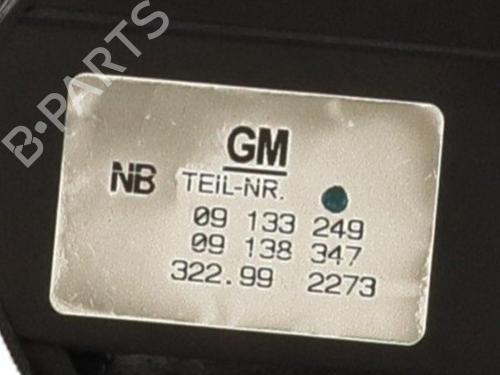 B-PARTS
GM
NB TEIL-NR.
09 133 249
09 138 347
322.99 2273